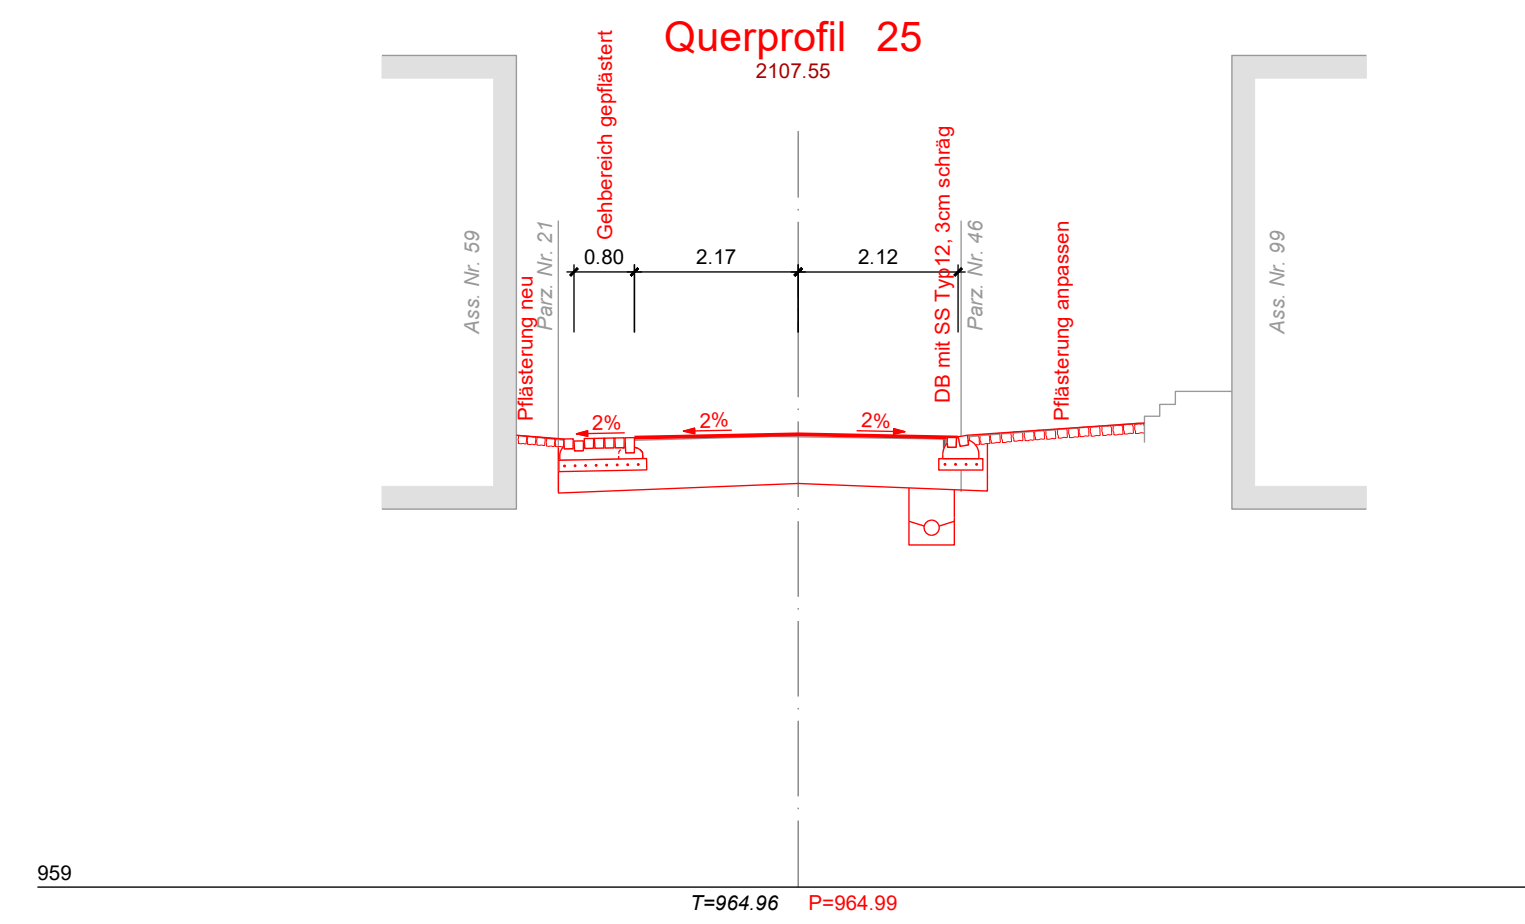 Querprofil 25
2107.55
Gehbereich gepflästert
DB mit SS Typ12, 3cm schräg
Pflästerung anpassen
Ass. Nr. 59
Parz. Nr. 21
Pflästerung neu
Parz. Nr. 46
Ass. Nr. 99
0.80
2.17
2.12
2%
2%
2%
959
T=964.96
P=964.99